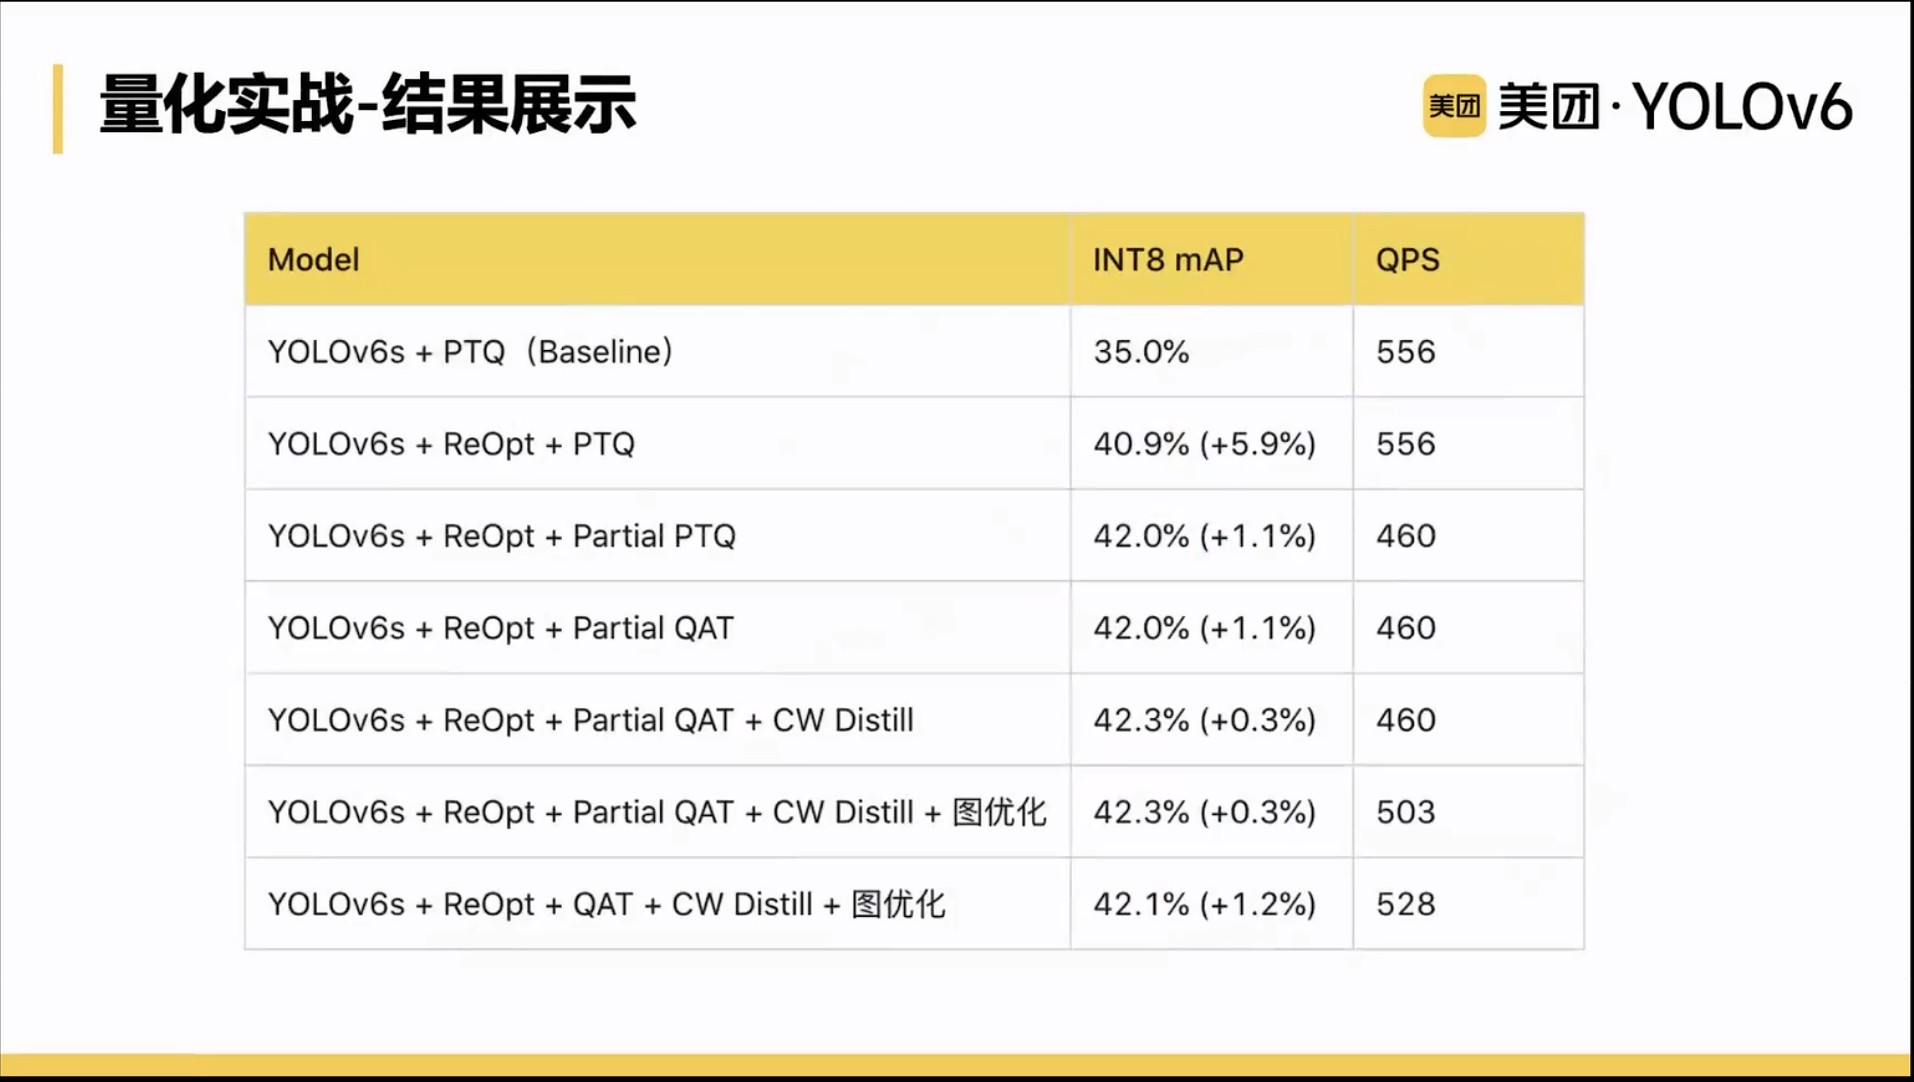 量化实战-结果展示
美团 美团·YOLOv6
Model INT8 mAP QPS
YOLOv6s + PTQ（Baseline） 35.0% 556
YOLOv6s + ReOpt + PTQ 40.9% (+5.9%) 556
YOLOv6s + ReOpt + Partial PTQ 42.0% (+1.1%) 460
YOLOv6s + ReOpt + Partial QAT 42.0% (+1.1%) 460
YOLOv6s + ReOpt + Partial QAT + CW Distill 42.3% (+0.3%) 460
YOLOv6s + ReOpt + Partial QAT + CW Distill + 图优化 42.3% (+0.3%) 503
YOLOv6s + ReOpt + QAT + CW Distill + 图优化 42.1% (+1.2%) 528